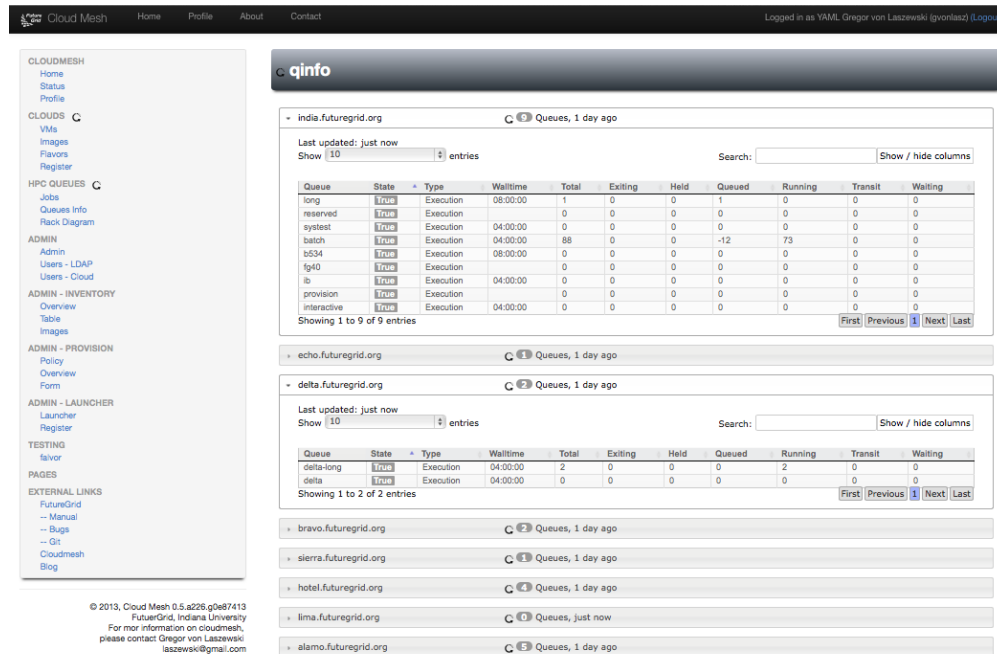 Future Grid Cloud Mesh Home Profile About Contact Logged in as YAML Gregor von Laszewski (gvonlasz) (Logou
CLOUDMESH
Home
Status
Profile
CLOUDS
VMs
Images
Flavors
Register
HPC QUEUES
Jobs
Queues Info
Rack Diagram
ADMIN
Admin
Users - LDAP
Users - Cloud
ADMIN - INVENTORY
Overview
Table
Images
ADMIN - PROVISION
Policy
Overview
Form
ADMIN - LAUNCHER
Launcher
Register
TESTING
falvor
PAGES
EXTERNAL LINKS
FutureGrid
-- Manual
-- Bugs
-- Git
Cloudmesh
Blog
© 2013, Cloud Mesh 0.5.a226.g0e87413
FutuerGrid, Indiana University
For mor information on cloudmesh,
please contact Gregor von Laszewski
laszewski@gmail.com
qinfo
india.futuregrid.org 9 Queues, 1 day ago
Last updated: just now
Show 10 entries Search: Show / hide columns
Queue State Type Walltime Total Exiting Held Queued Running Transit Waiting
long True Execution 08:00:00 1 0 0 1 0 0 0
reserved True Execution 0 0 0 0 0 0 0
systest True Execution 04:00:00 0 0 0 0 0 0 0
batch True Execution 04:00:00 88 0 0 -12 73 0 0
b534 True Execution 08:00:00 0 0 0 0 0 0 0
fg40 True Execution 0 0 0 0 0 0 0
ib True Execution 04:00:00 0 0 0 0 0 0 0
provision True Execution 0 0 0 0 0 0 0
interactive True Execution 04:00:00 0 0 0 0 0 0 0
Showing 1 to 9 of 9 entries First Previous 1 Next Last
echo.futuregrid.org 1 Queues, 1 day ago
delta.futuregrid.org 2 Queues, 1 day ago
Last updated: just now
Show 10 entries Search: Show / hide columns
Queue State Type Walltime Total Exiting Held Queued Running Transit Waiting
delta-long True Execution 04:00:00 2 0 0 0 2 0 0
delta True Execution 04:00:00 0 0 0 0 0 0 0
Showing 1 to 2 of 2 entries First Previous 1 Next Last
bravo.futuregrid.org 2 Queues, 1 day ago
sierra.futuregrid.org 1 Queues, 1 day ago
hotel.futuregrid.org 4 Queues, 1 day ago
lima.futuregrid.org 0 Queues, just now
alamo.futuregrid.org 5 Queues, 1 day ago